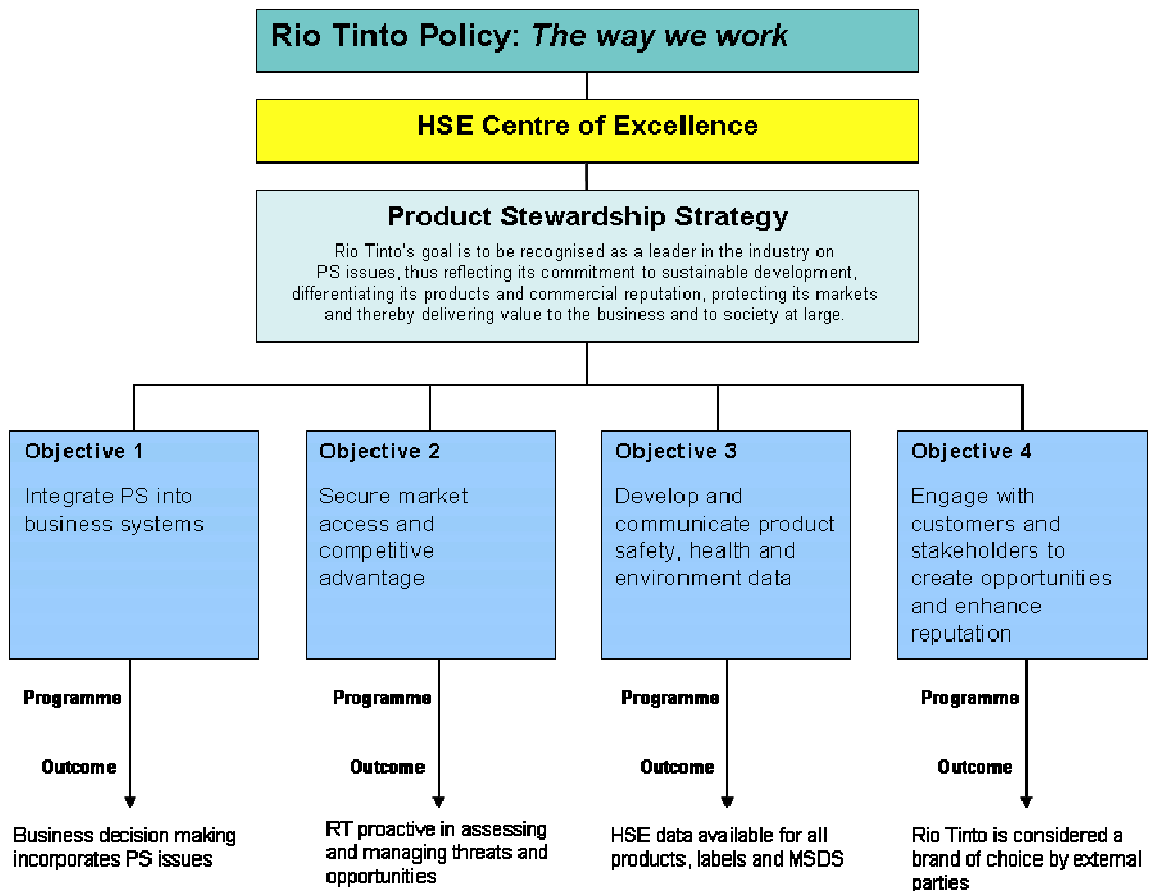 Rio Tinto Policy: The way we work
HSE Centre of Excellence
Product Stewardship Strategy
Rio Tinto's goal is to be recognised as a leader in the industry on
PS issues, thus reflecting its commitment to sustainable development,
differentiating its products and commercial reputation, protecting its markets
and thereby delivering value to the business and to society at large.
Objective 1
Integrate PS into
business systems
Objective 2
Secure market
access and
competitive
advantage
Objective 3
Develop and
communicate product
safety, health and
environment data
Objective 4
Engage with
customers and
stakeholders to
create opportunities
and enhance
reputation
Programme
Outcome
Business decision making
incorporates PS issues
Programme
Outcome
RT proactive in assessing
and managing threats and
opportunities
Programme
Outcome
HSE data available for all
products, labels and MSDS
Programme
Outcome
Rio Tinto is considered a
brand of choice by external
parties